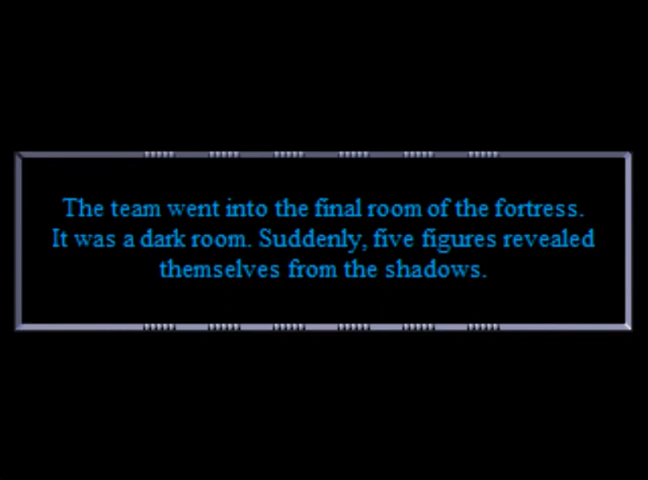 The team went into the final room of the fortress.
It was a dark room. Suddenly, five figures revealed
themselves from the shadows.